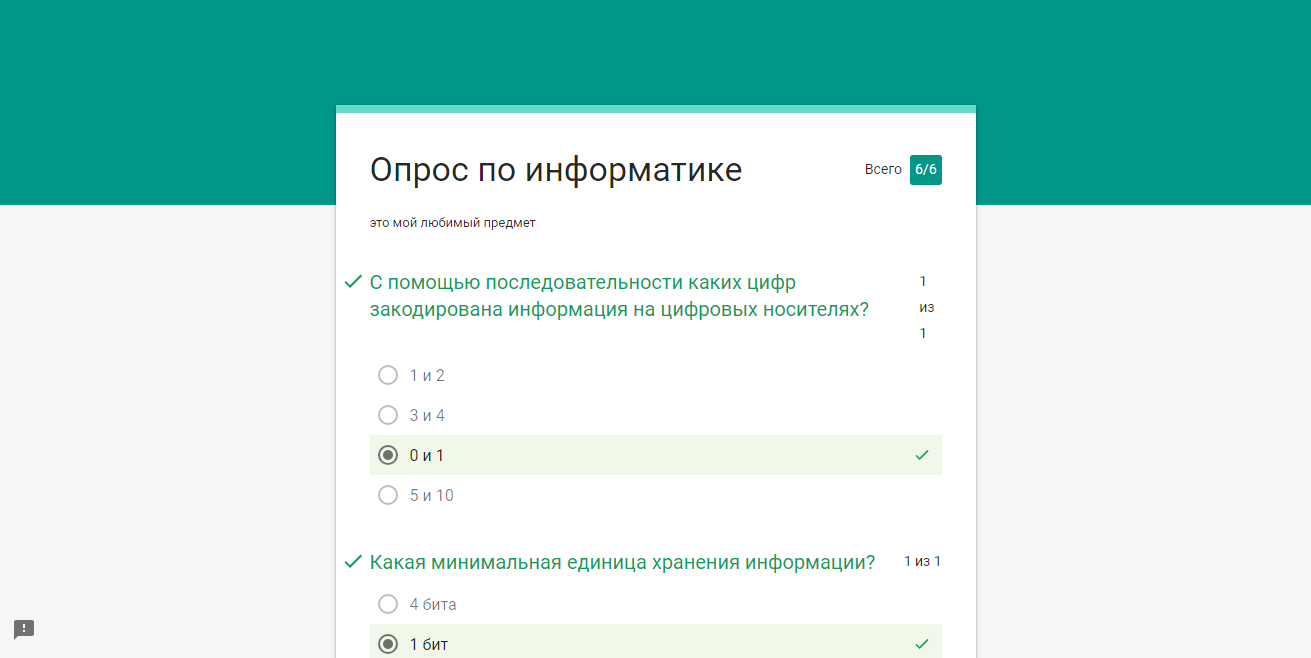 Опрос по информатике
Всего 6/6
это мой любимый предмет
С помощью последовательности каких цифр
закодирована информация на цифровых носителях?
1
из
1
1 и 2
3 и 4
0 и 1
5 и 10
Какая минимальная единица хранения информации?
1 из 1
4 бита
1 бит